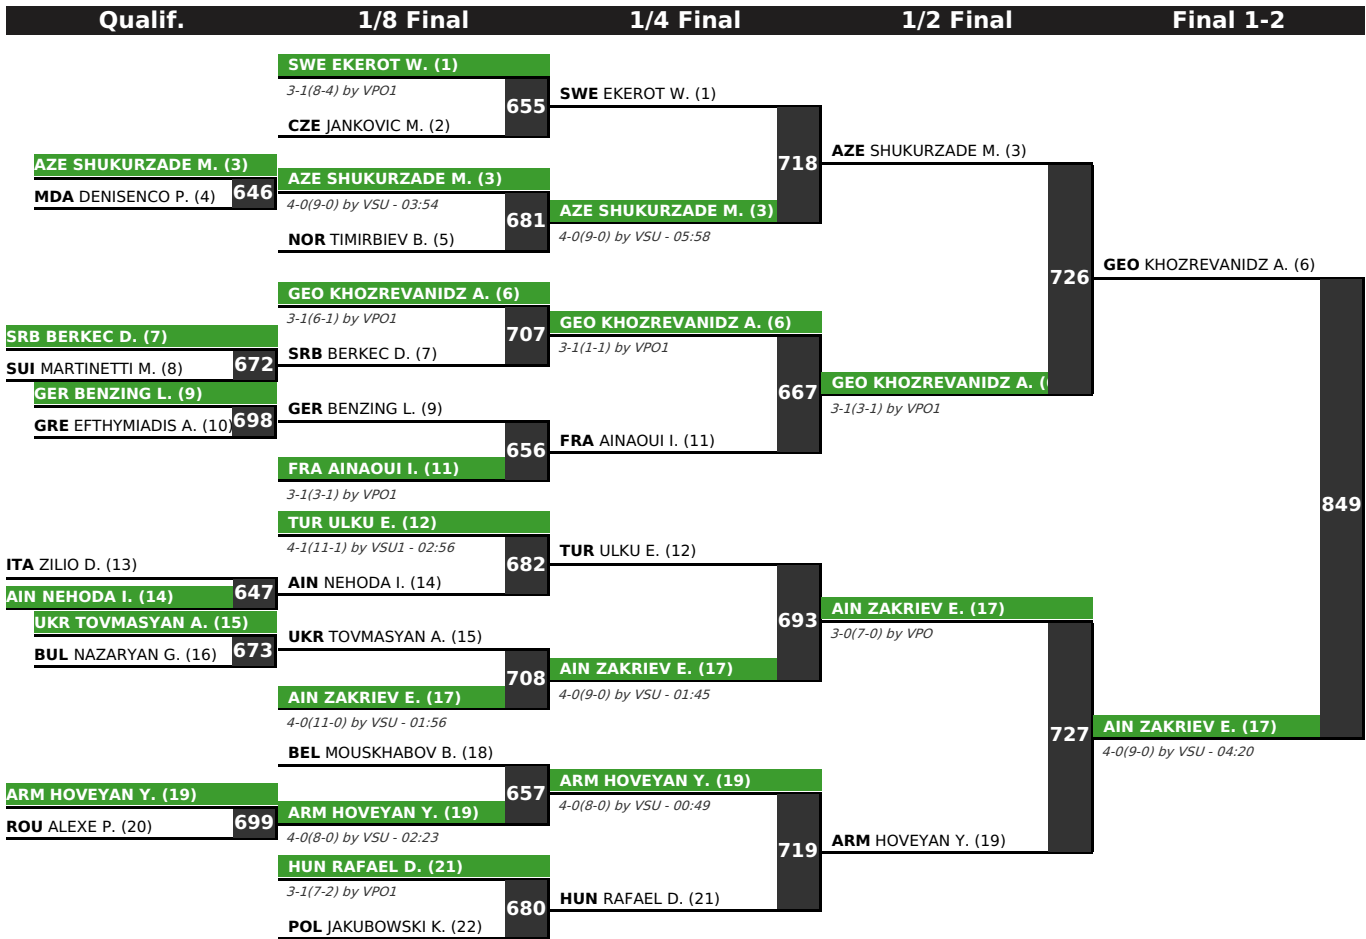 Qualif.
1/8 Final
1/4 Final
1/2 Final
Final 1-2
AZE SHUKURZADE M. (3)
MDA DENISENCO P. (4)
646
SRB BERKEC D. (7)
SUI MARTINETTI M. (8)
672
GER BENZING L. (9)
GRE EFTHYMIADIS A. (10)
698
ITA ZILIO D. (13)
AIN NEHODA I. (14)
647
UKR TOVMASYAN A. (15)
BUL NAZARYAN G. (16)
673
ARM HOVEYAN Y. (19)
ROU ALEXE P. (20)
699
SWE EKEROT W. (1)
3-1(8-4) by VPO1
655
CZE JANKOVIC M. (2)
AZE SHUKURZADE M. (3)
4-0(9-0) by VSU - 03:54
681
NOR TIMIRBIEV B. (5)
GEO KHOZREVANIDZ A. (6)
3-1(6-1) by VPO1
707
SRB BERKEC D. (7)
GER BENZING L. (9)
656
FRA AINAOUI I. (11)
3-1(3-1) by VPO1
TUR ULKU E. (12)
4-1(11-1) by VSU1 - 02:56
682
AIN NEHODA I. (14)
UKR TOVMASYAN A. (15)
708
AIN ZAKRIEV E. (17)
4-0(11-0) by VSU - 01:56
BEL MOUSKHABOV B. (18)
657
ARM HOVEYAN Y. (19)
4-0(8-0) by VSU - 02:23
HUN RAFAEL D. (21)
3-1(7-2) by VPO1
680
POL JAKUBOWSKI K. (22)
SWE EKEROT W. (1)
718
AZE SHUKURZADE M. (3)
4-0(9-0) by VSU - 05:58
GEO KHOZREVANIDZ A. (6)
3-1(1-1) by VPO1
667
FRA AINAOUI I. (11)
TUR ULKU E. (12)
693
AIN ZAKRIEV E. (17)
4-0(9-0) by VSU - 01:45
ARM HOVEYAN Y. (19)
4-0(8-0) by VSU - 00:49
719
HUN RAFAEL D. (21)
AZE SHUKURZADE M. (3)
726
GEO KHOZREVANIDZ A. (
3-1(3-1) by VPO1
AIN ZAKRIEV E. (17)
3-0(7-0) by VPO
727
ARM HOVEYAN Y. (19)
GEO KHOZREVANIDZ A. (6)
849
AIN ZAKRIEV E. (17)
4-0(9-0) by VSU - 04:20